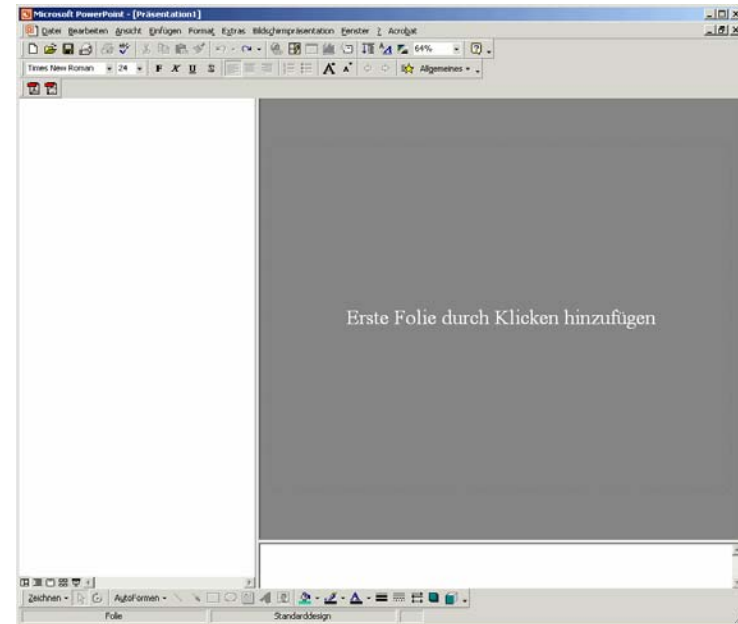 Microsoft PowerPoint - [Präsentation1]
Datei Bearbeiten Ansicht Einfügen Format Extras Bildschirmpräsentation Fenster ? Acrobat
64%
Times New Roman 24 F K U S A A Allgemeines
Erste Folie durch Klicken hinzufügen
Zeichnen AutoFormen
Folie Standarddesign